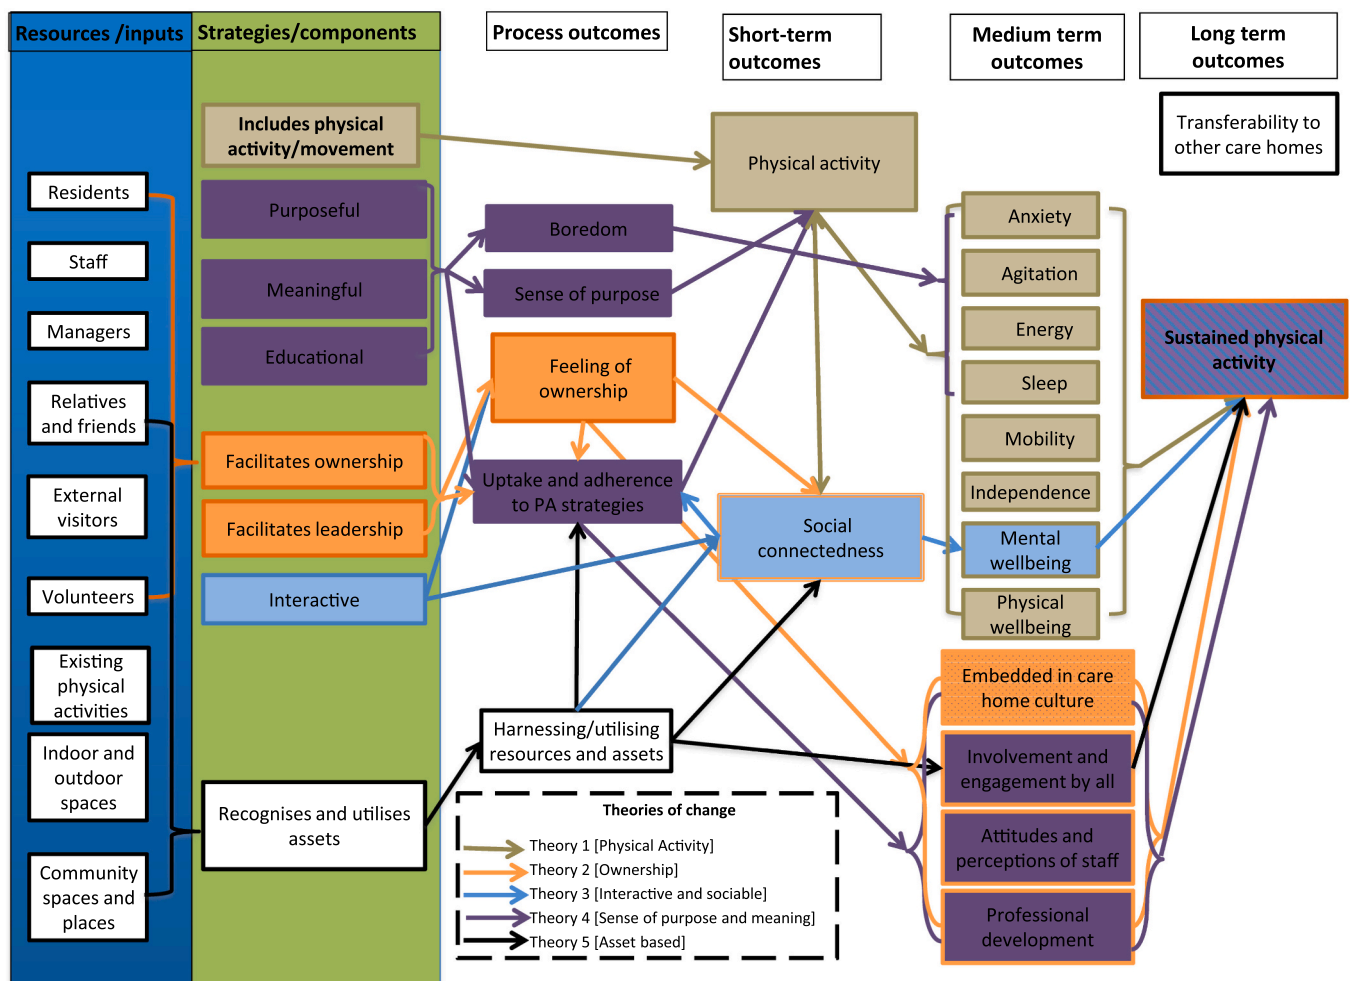 Resources /inputs
Strategies/components
Process outcomes
Short-term
outcomes
Medium term
outcomes
Long term
outcomes
Residents
Staff
Managers
Relatives
and friends
External
visitors
Volunteers
Existing
physical
activities
Indoor and
outdoor
spaces
Community
spaces and
places
Includes physical
activity/movement
Purposeful
Meaningful
Educational
Facilitates ownership
Facilitates leadership
Interactive
Recognises and utilises
assets
Boredom
Sense of purpose
Feeling of
ownership
Uptake and adherence
to PA strategies
Harnessing/utilising
resources and assets
Physical activity
Social
connectedness
Anxiety
Agitation
Energy
Sleep
Mobility
Independence
Mental
wellbeing
Physical
wellbeing
Embedded in care
home culture
Involvement and
engagement by all
Attitudes and
perceptions of staff
Professional
development
Transferability to
other care homes
Sustained physical
activity
Theories of change
Theory 1 [Physical Activity]
Theory 2 [Ownership]
Theory 3 [Interactive and sociable]
Theory 4 [Sense of purpose and meaning]
Theory 5 [Asset based]